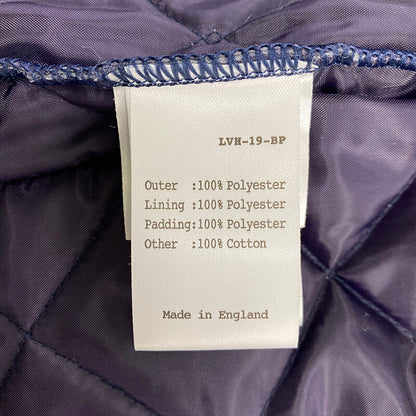 LVH-19-BP
Outer :100% Polyester
Lining :100% Polyester
Padding:100% Polyester
Other :100% Cotton
Made in England